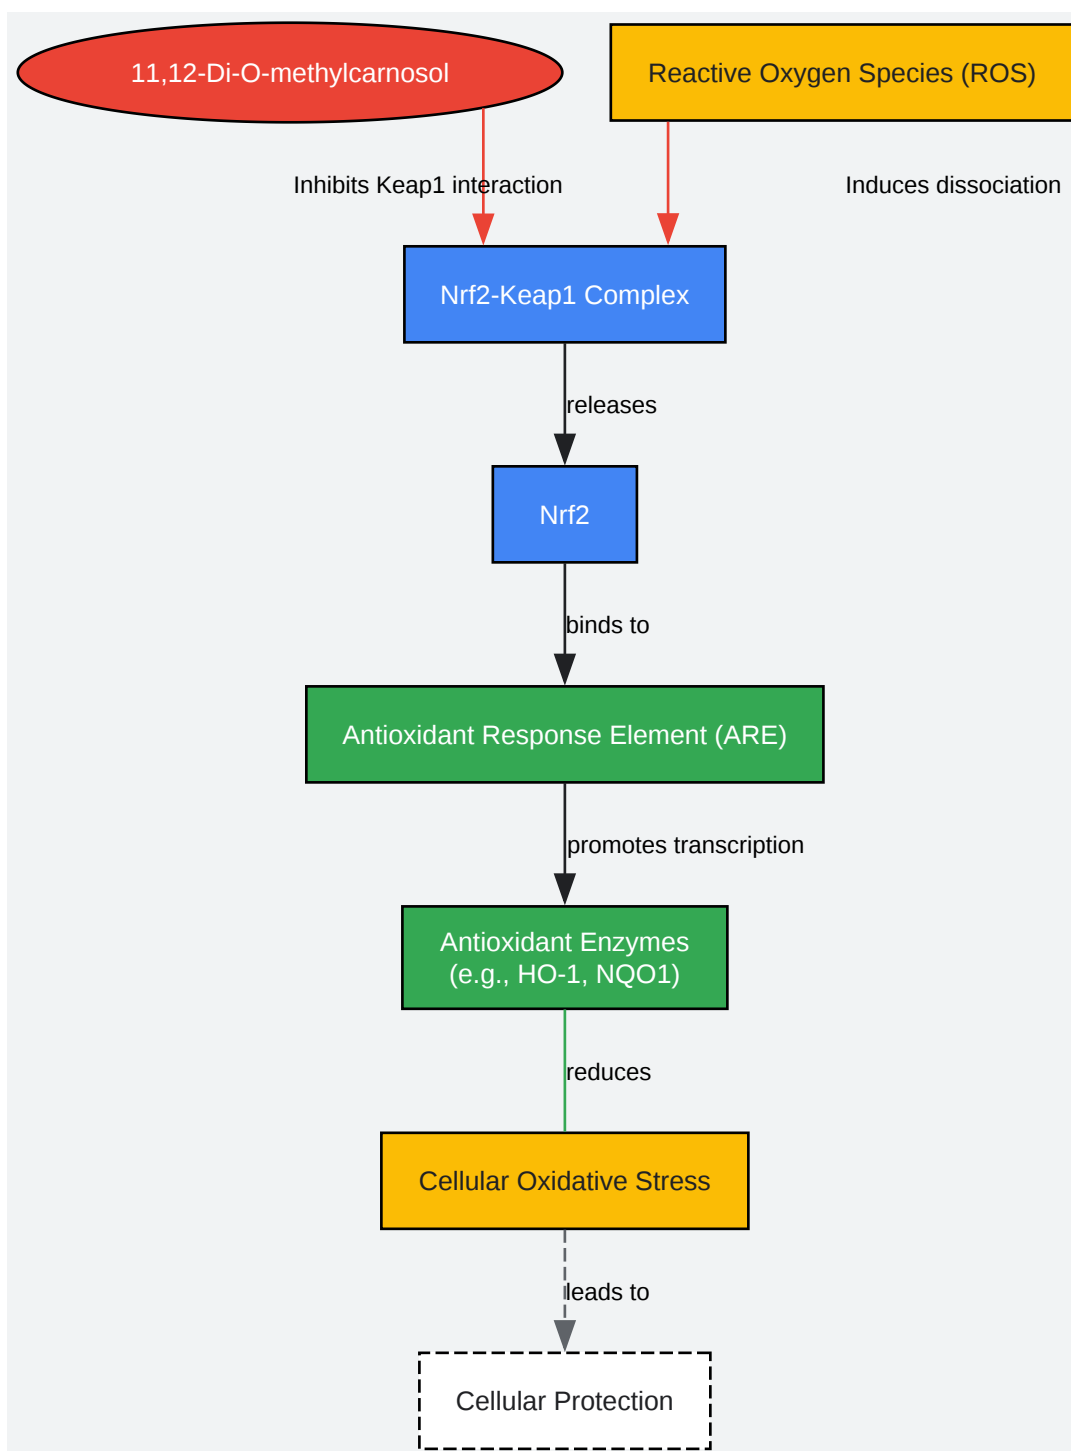 11,12-Di-O-methylcarnosol
Reactive Oxygen Species (ROS)
Inhibits Keap1 interaction
Induces dissociation
Nrf2-Keap1 Complex
releases
Nrf2
binds to
Antioxidant Response Element (ARE)
promotes transcription
Antioxidant Enzymes
(e.g., HO-1, NQO1)
reduces
Cellular Oxidative Stress
leads to
Cellular Protection